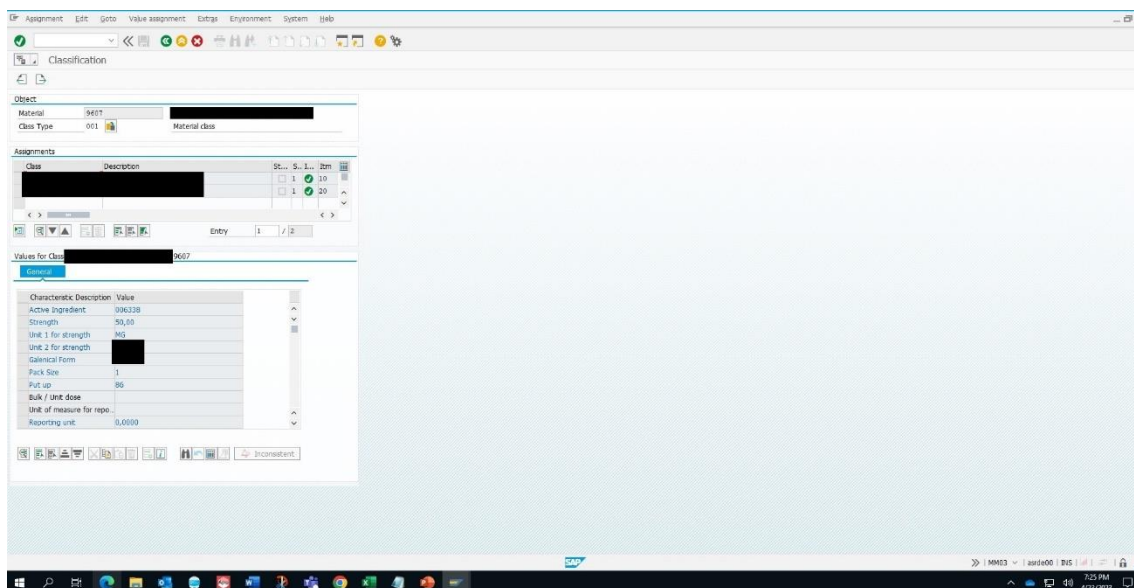 Assignment Edit Goto Value assignment Extras Environment System Help
Classification
Object
Material 9607
Class Type 001 Material class
Assignments
Class Description St... S.. I... Itm
1 10
1 20
Entry 1 / 2
Values for Class 9607
General
Characteristic Description Value
Active Ingredient 006338
Strength 50,00
Unit 1 for strength MG
Unit 2 for strength
Galenical Form
Pack Size 1
Put up 86
Bulk / Unit dose
Unit of measure for repo..
Reporting unit 0,0000
Inconsistent
SAP
MM03 asrde00 INS
7:25 PM